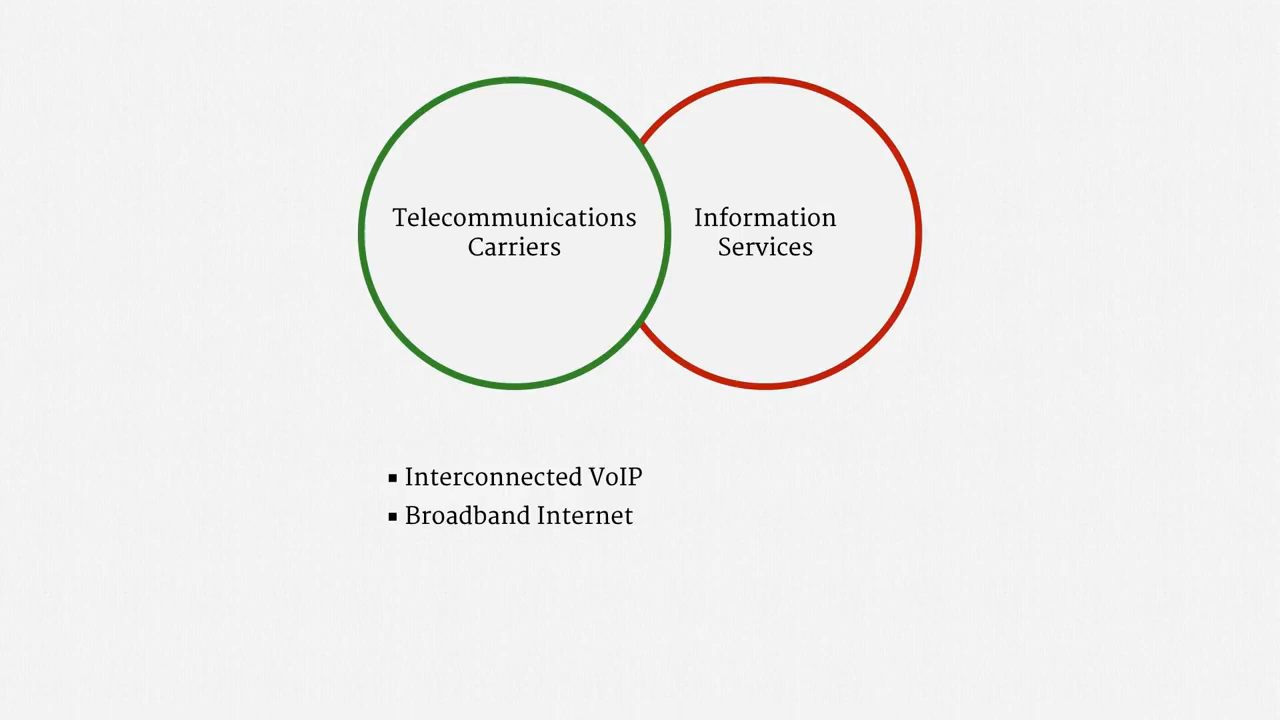 Telecommunications
Carriers
Information
Services
▪ Interconnected VoIP
▪ Broadband Internet